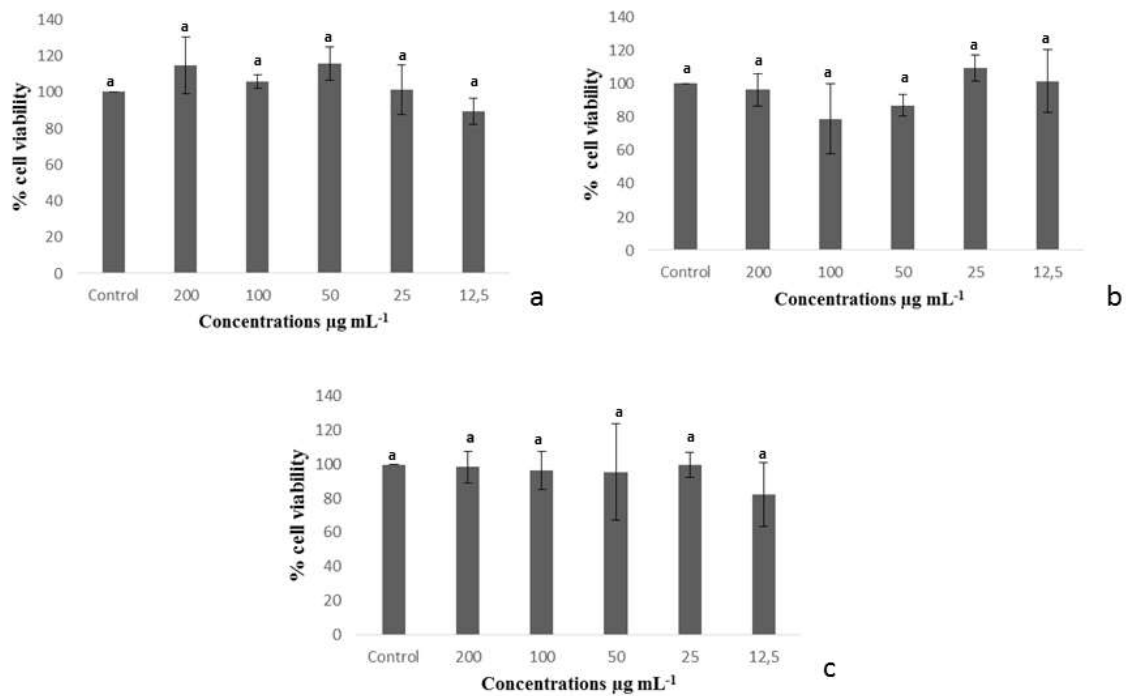 140
120
100
80
60
40
20
0
% cell viability
a a a a a a
Control 200 100 50 25 12,5
Concentrations µg mL-1
a
140
120
100
80
60
40
20
0
% cell viability
a a a a a a
Control 200 100 50 25 12,5
Concentrations µg mL-1
b
140
120
100
80
60
40
20
0
% cell viability
a a a a a a
Control 200 100 50 25 12,5
Concentrations µg mL-1
c